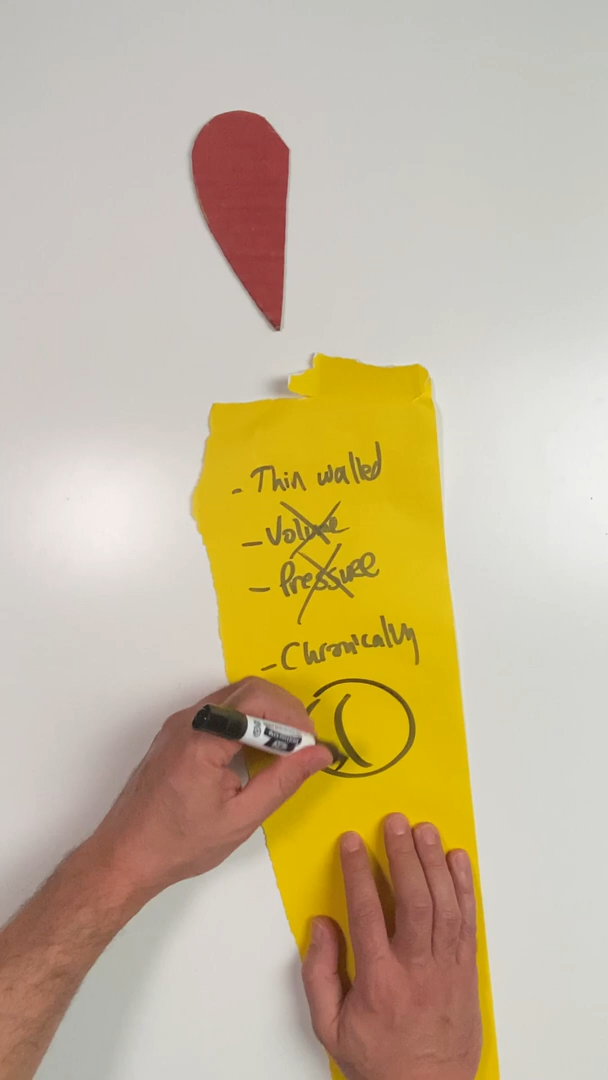 - Thin walled
- Volume
- Pressure
- Chronically